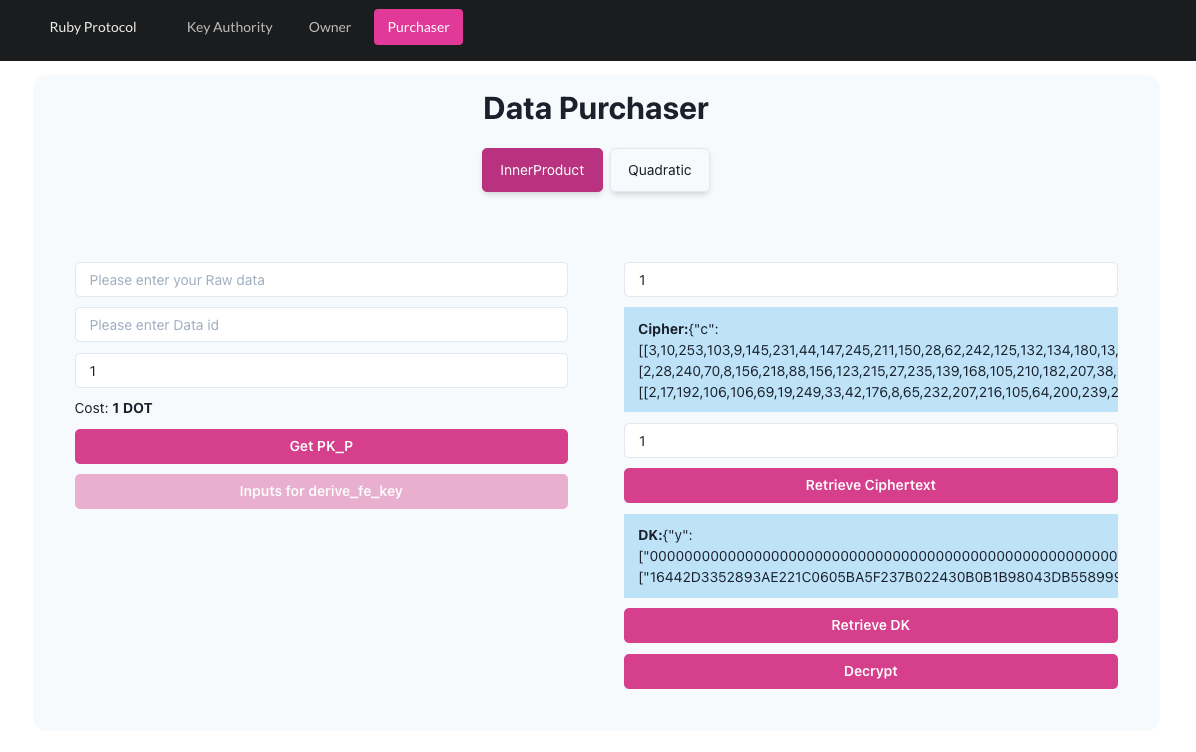 Ruby Protocol Key Authority Owner Purchaser
Data Purchaser
InnerProduct Quadratic
Please enter your Raw data
Please enter Data id
1
Cost: 1 DOT
Get PK_P
Inputs for derive_fe_key
1
Cipher:{"c":
[[3,10,253,103,9,145,231,44,147,245,211,150,28,62,242,125,132,134,180,13,
[2,28,240,70,8,156,218,88,156,123,215,27,235,139,168,105,210,182,207,38,
[[2,17,192,106,106,69,19,249,33,42,176,8,65,232,207,216,105,64,200,239,2
1
Retrieve Ciphertext
DK:{"y":
["0000000000000000000000000000000000000000000000000000000
["16442D3352893AE221C0605BA5F237B022430B0B1B98043DB558999
Retrieve DK
Decrypt